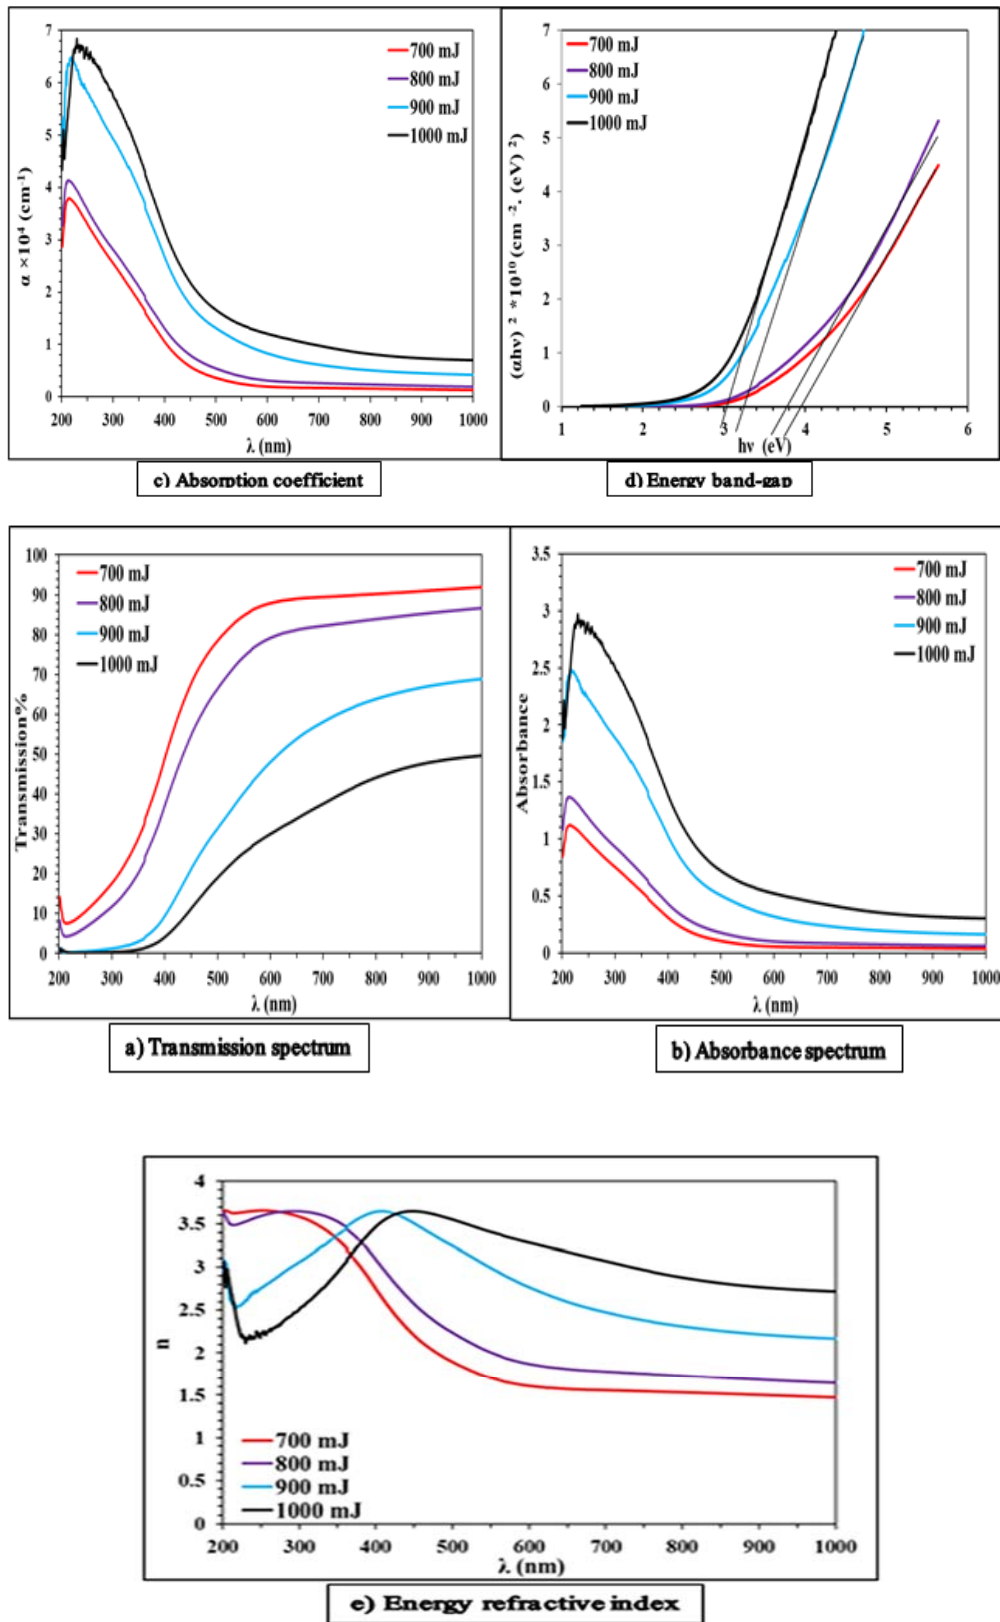 7
6
5
4
3
2
1
0
200 300 400 500 600 700 800 900 1000
α ×10⁴ (cm⁻¹)
λ (nm)
700 mJ
800 mJ
900 mJ
1000 mJ
c) Absorption coefficient
7
6
5
4
3
2
1
0
1 2 3 4 5 6
(αhν) ² *10¹⁰ (cm ⁻². (eV) ²)
hν (eV)
700 mJ
800 mJ
900 mJ
1000 mJ
d) Energy band-gap
100
90
80
70
60
50
40
30
20
10
0
200 300 400 500 600 700 800 900 1000
Transmission%
λ (nm)
700 mJ
800 mJ
900 mJ
1000 mJ
a) Transmission spectrum
3.5
3
2.5
2
1.5
1
0.5
0
200 300 400 500 600 700 800 900 1000
Absorbance
λ (nm)
700 mJ
800 mJ
900 mJ
1000 mJ
b) Absorbance spectrum
4
3.5
3
2.5
2
1.5
1
0.5
0
200 300 400 500 600 700 800 900 1000
n
λ (nm)
700 mJ
800 mJ
900 mJ
1000 mJ
e) Energy refractive index